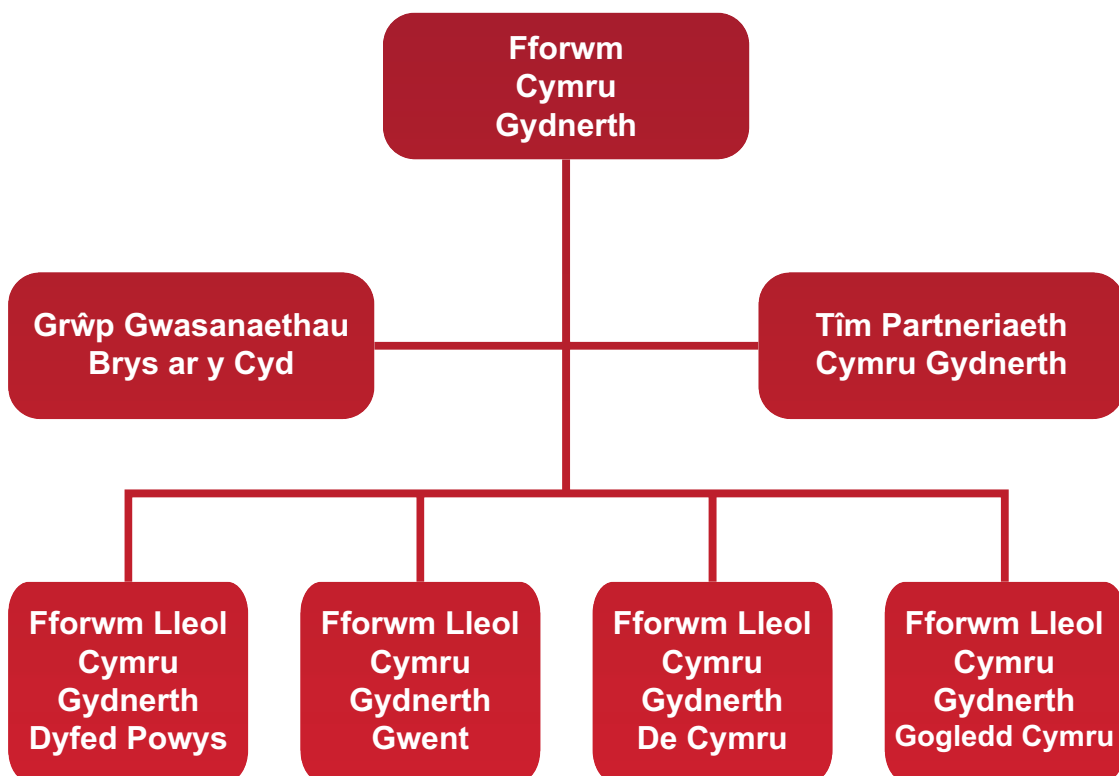 Fforwm
Cymru
Gydnerth
Grŵp Gwasanaethau
Brys ar y Cyd
Tîm Partneriaeth
Cymru Gydnerth
Fforwm Lleol
Cymru
Gydnerth
Dyfed Powys
Fforwm Lleol
Cymru
Gydnerth
Gwent
Fforwm Lleol
Cymru
Gydnerth
De Cymru
Fforwm Lleol
Cymru
Gydnerth
Gogledd Cymru